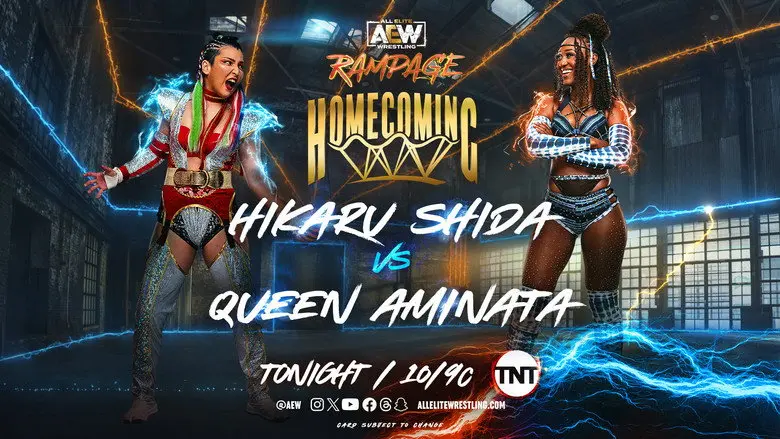 ALL ELITE
AEW
WRESTLING
RAMPAGE
HOMECOMING
HIKARU SHIDA
VS
QUEEN AMINATA
TONIGHT / 10/9C TNT
@AEW ALLELITEWRESTLING.COM
CARD SUBJECT TO CHANGE